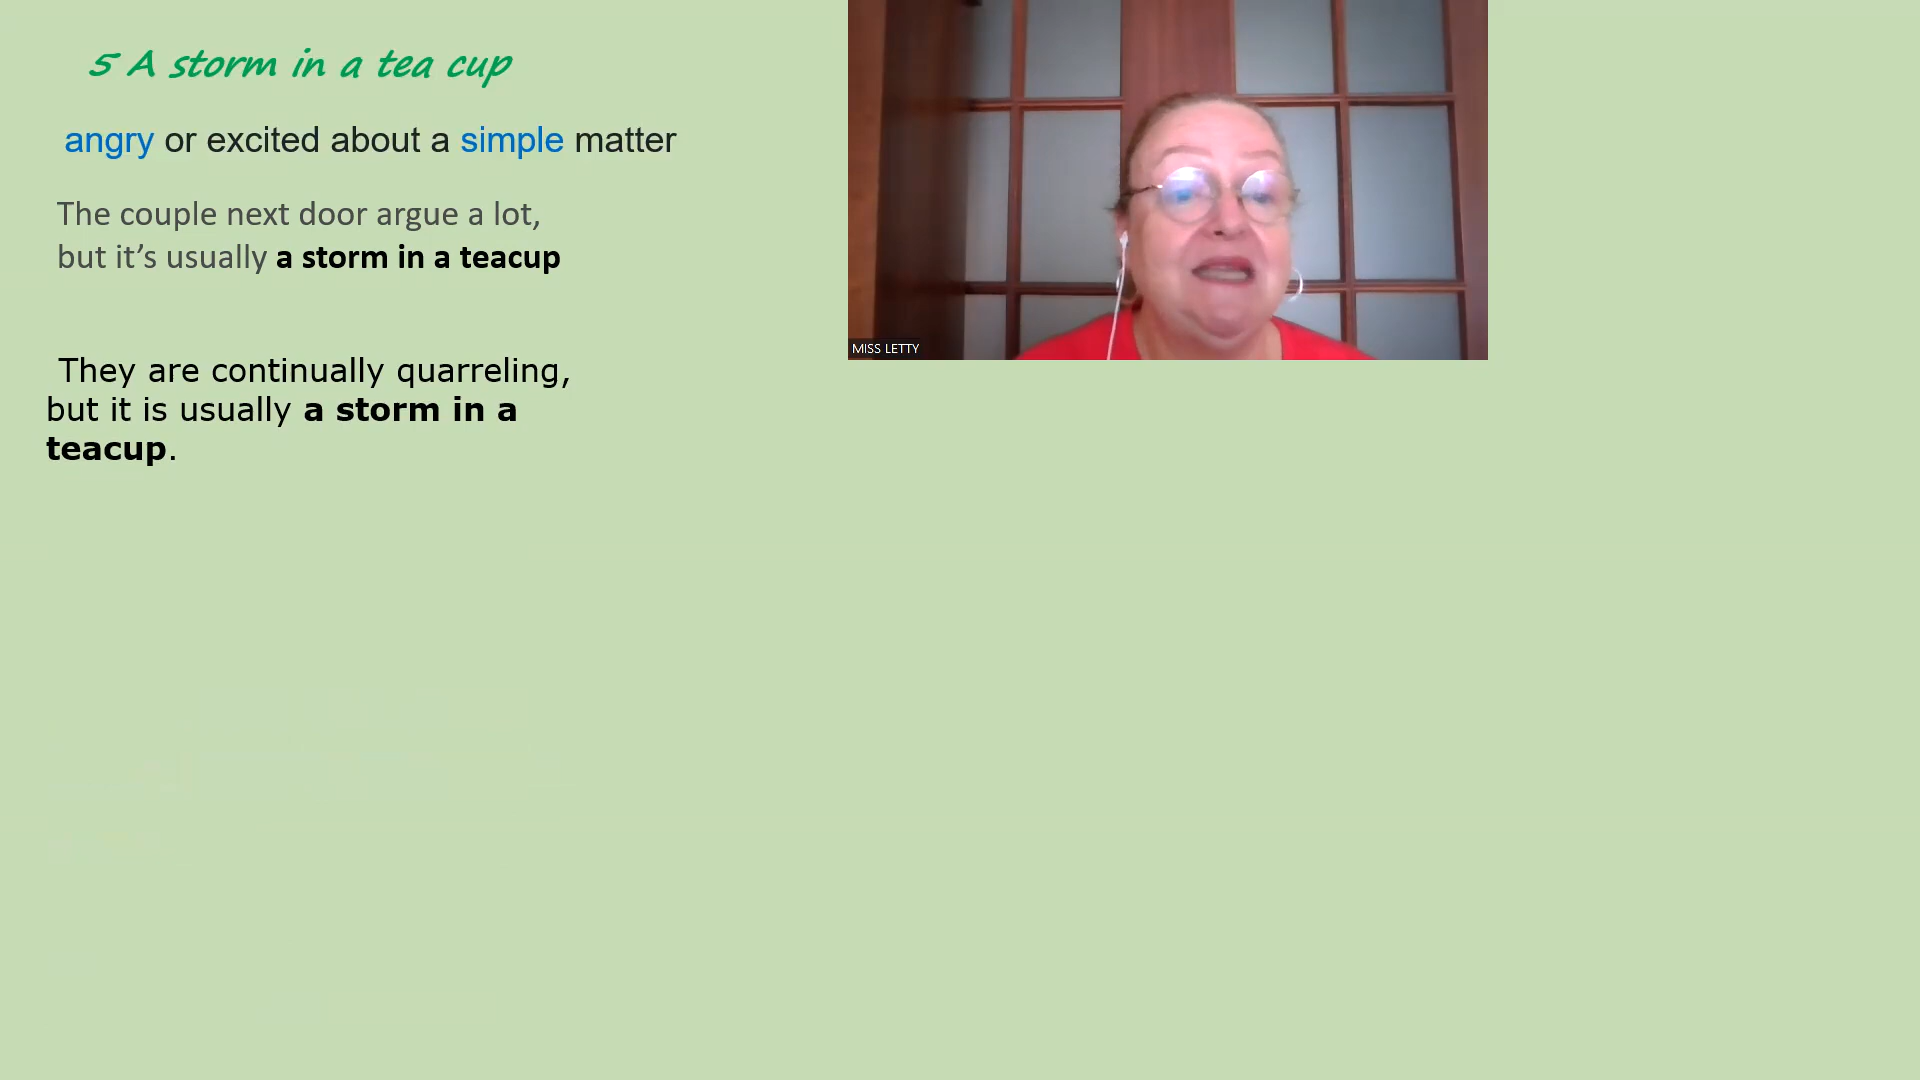 5 A storm in a tea cup
angry or excited about a simple matter
The couple next door argue a lot,
but it’s usually a storm in a teacup
They are continually quarreling,
but it is usually a storm in a
teacup.
MISS LETTY